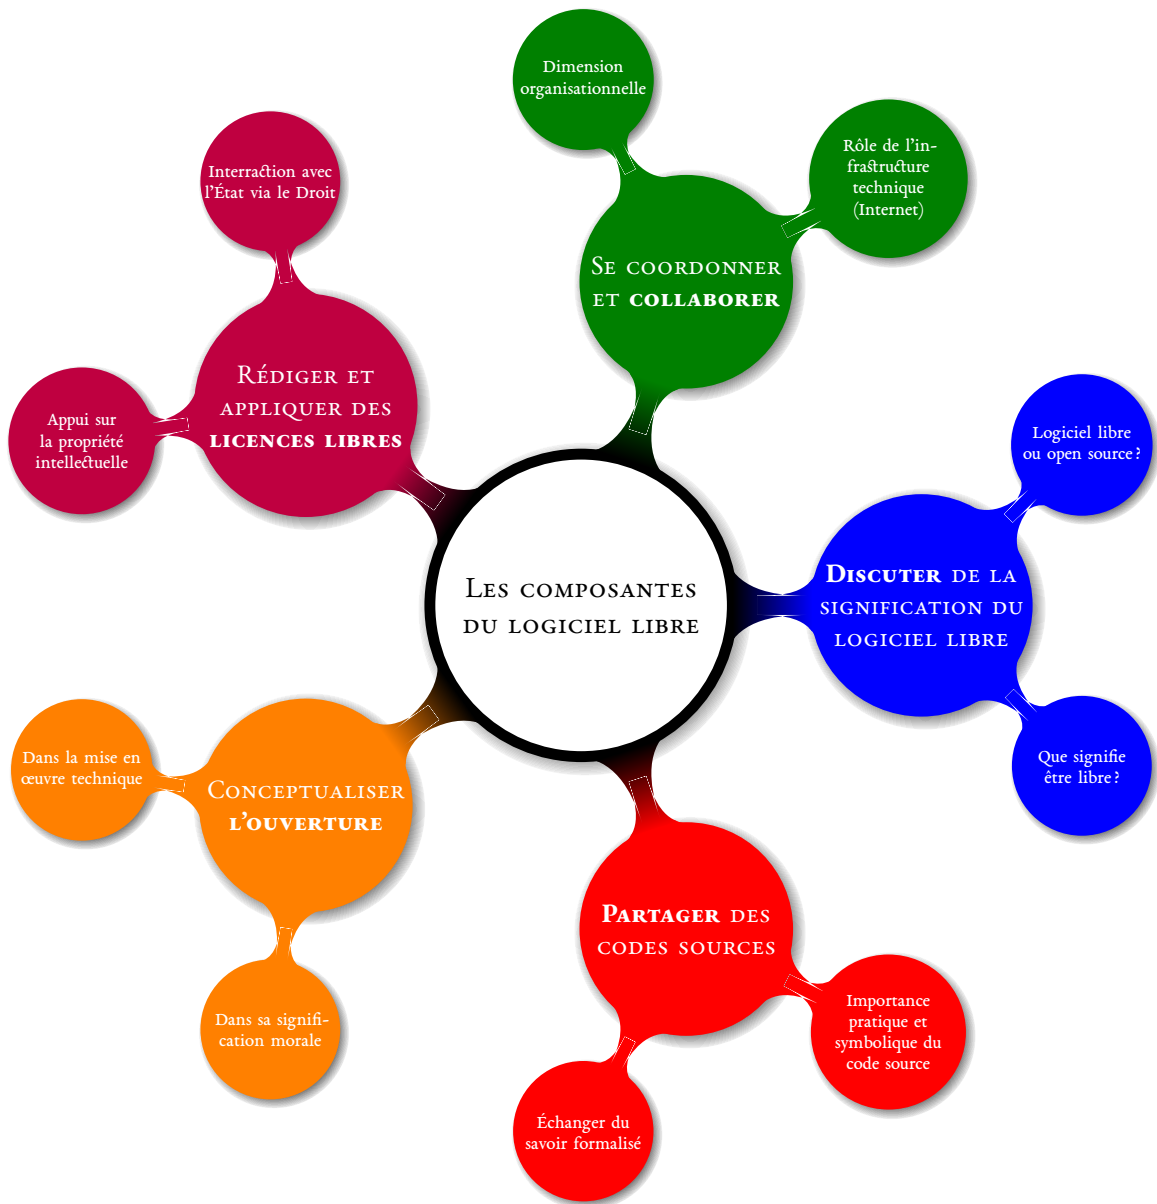 Dimension
organisationnelle
Rôle de l'in-
frastructure
technique
(Internet)
Se coordonner
et collaborer
Interraction avec
l'État via le Droit
Appui sur
la propriété
intellectuelle
Rédiger et
appliquer des
licences libres
Logiciel libre
ou open source ?
Discuter de la
signification du
logiciel libre
Que signifie
être libre ?
Les composantes
du logiciel libre
Dans la mise en
œuvre technique
Conceptualiser
l'ouverture
Dans sa signifi-
cation morale
Partager des
codes sources
Importance
pratique et
symbolique du
code source
Échanger du
savoir formalisé